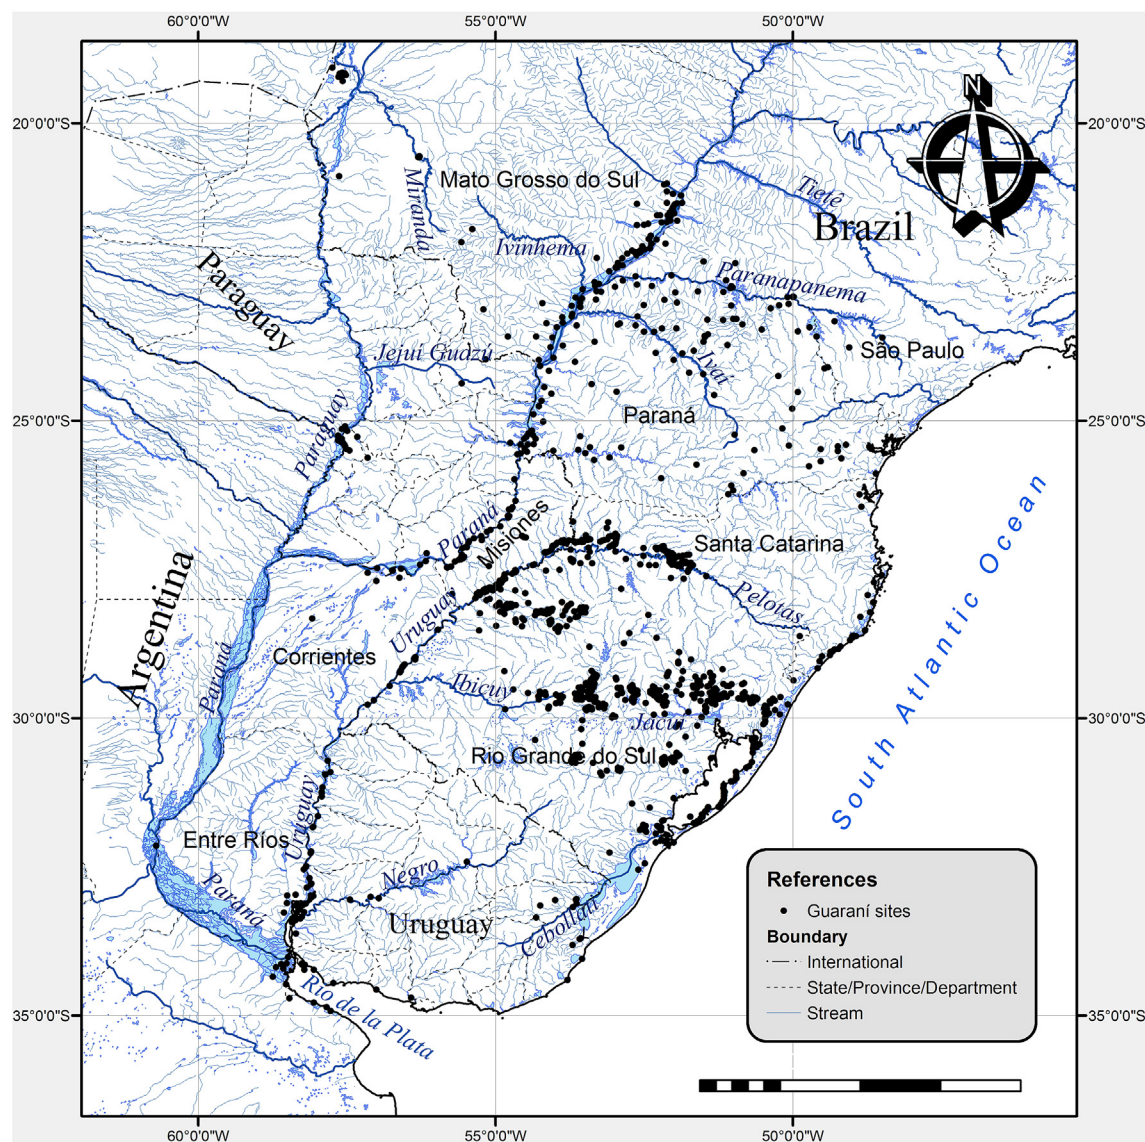 60°0'0"W 55°0'0"W 50°0'0"W
N
20°0'0"S 20°0'0"S
Mato Grosso do Sul
Miranda
Tietê
Brazil
Ivinhema
Paraguay
Paranapanema
Jejuí Guazú
São Paulo
Ivaí
Paraná
Paraguay
25°0'0"S 25°0'0"S
Paraná
Misiones
Santa Catarina
Argentina
Pelotas
Uruguay
Corrientes
Paraná
Ibicuy
Jacuí
30°0'0"S 30°0'0"S
Rio Grande do Sul
South Atlantic Ocean
Uruguay
Entre Ríos
Paraná
Negro
Uruguay
Cebollatí
References
Guaraní sites
Boundary
International
State/Province/Department
Stream
Río de la Plata
35°0'0"S 35°0'0"S
60°0'0"W 55°0'0"W 50°0'0"W